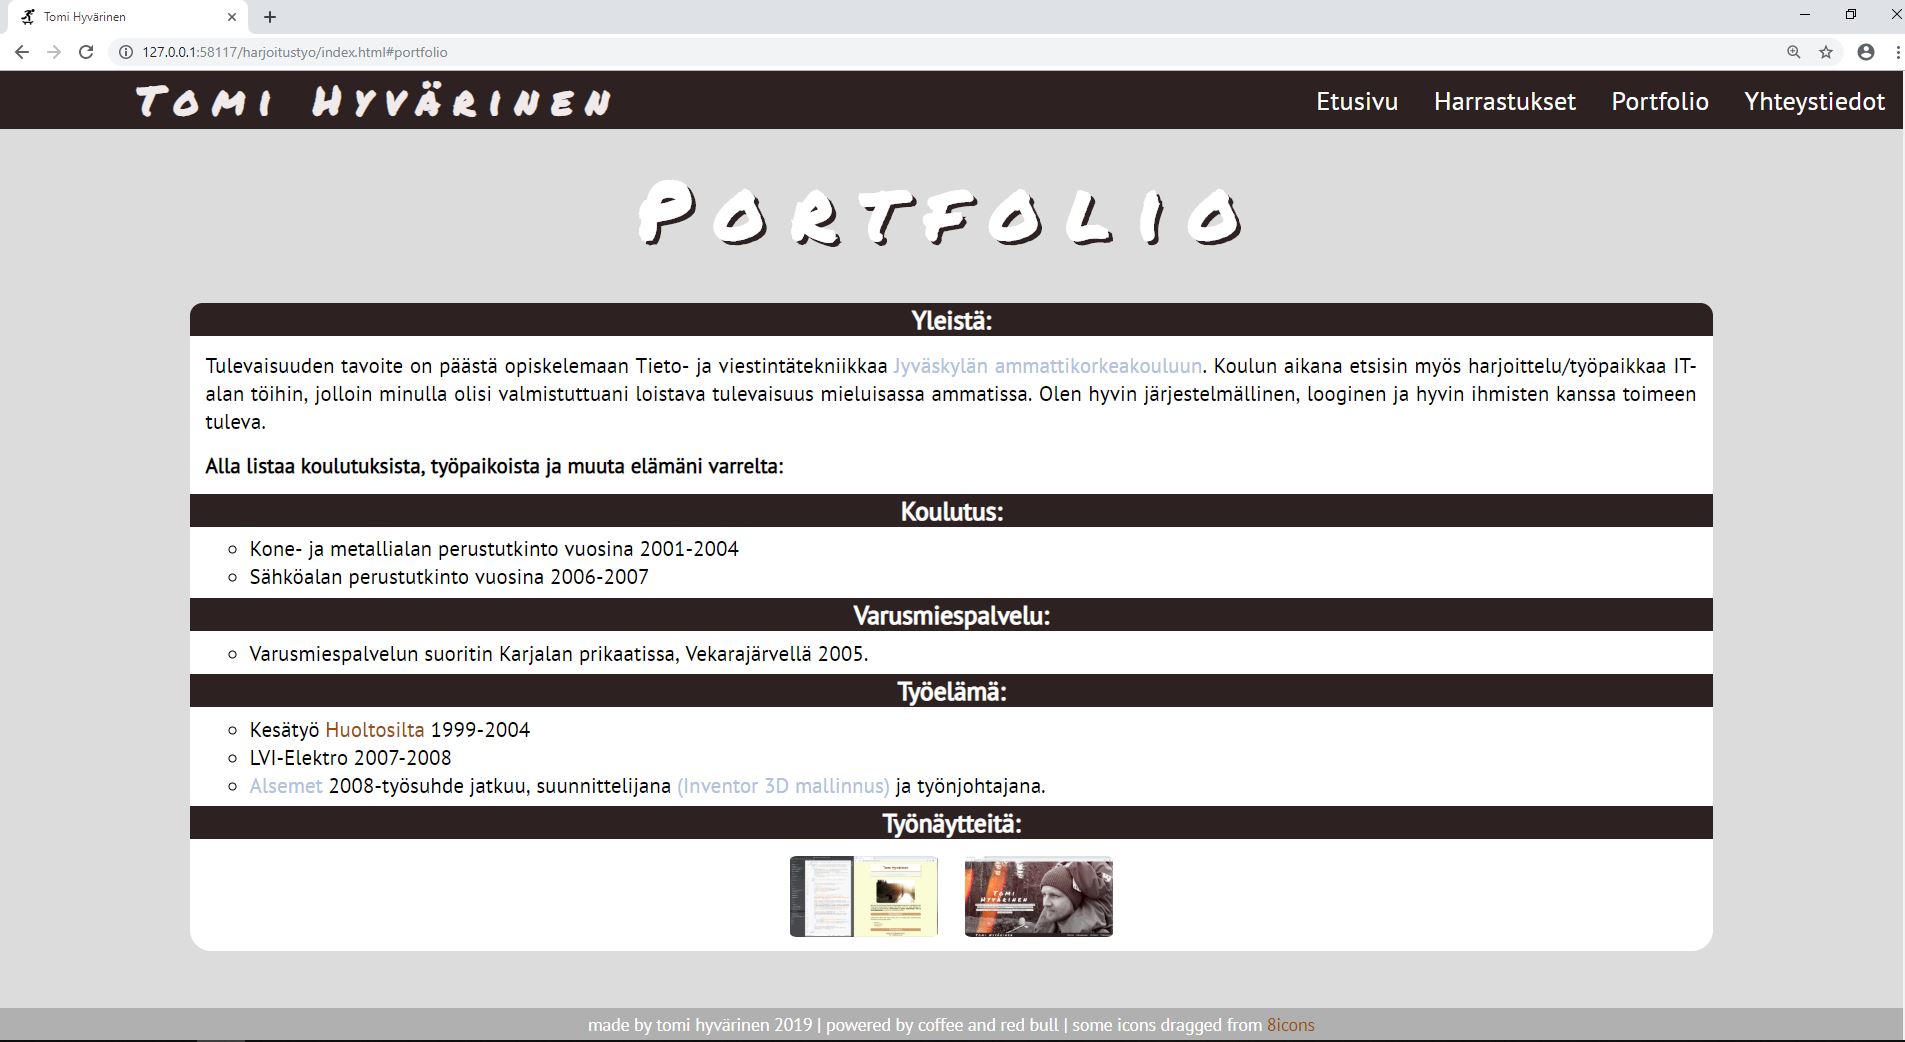 Tomi Hyvärinen
127.0.0.1:58117/harjoitustyo/index.html#portfolio
Tomi Hyvärinen
Etusivu Harrastukset Portfolio Yhteystiedot
Portfolio
Yleistä:
Tulevaisuuden tavoite on päästä opiskelemaan Tieto- ja viestintätekniikkaa Jyväskylän ammattikorkeakouluun. Koulun aikana etsisin myös harjoittelu/työpaikkaa IT-
alan töihin, jolloin minulla olisi valmistuttuani loistava tulevaisuus mieluisassa ammatissa. Olen hyvin järjestelmällinen, looginen ja hyvin ihmisten kanssa toimeen
tuleva.
Alla listaa koulutuksista, työpaikoista ja muuta elämäni varrelta:
Koulutus:
Kone- ja metallialan perustutkinto vuosina 2001-2004
Sähköalan perustutkinto vuosina 2006-2007
Varusmiespalvelu:
Varusmiespalvelun suoritin Karjalan prikaatissa, Vekarajärvellä 2005.
Työelämä:
Kesätyö Huoltosilta 1999-2004
LVI-Elektro 2007-2008
Alsemet 2008-työsuhde jatkuu, suunnittelijana (Inventor 3D mallinnus) ja työnjohtajana.
Työnäytteitä:
Tomi Hyvärinen
Tomi
Hyvärinen
Tomi Hyvärinen
made by tomi hyvärinen 2019 | powered by coffee and red bull | some icons dragged from 8icons